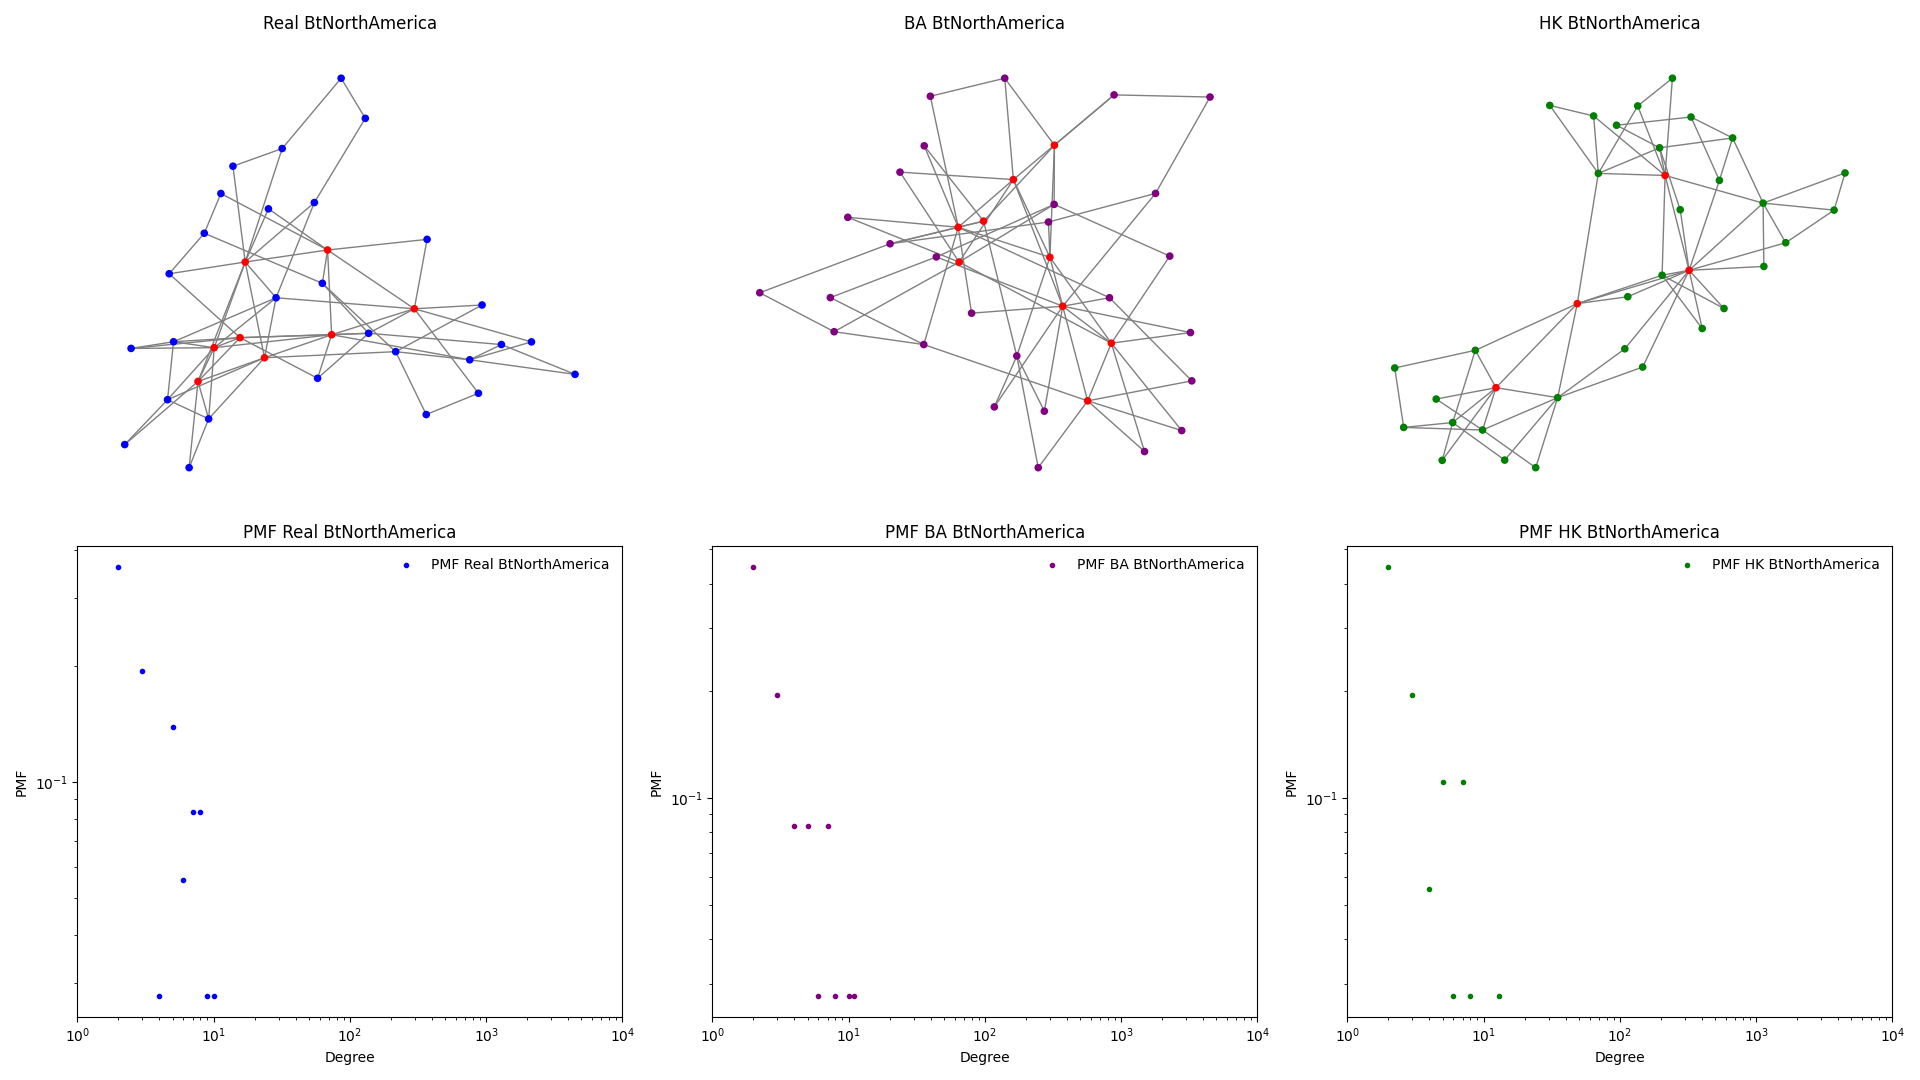 Real BtNorthAmerica
BA BtNorthAmerica
HK BtNorthAmerica
PMF Real BtNorthAmerica
PMF
10⁻¹
PMF Real BtNorthAmerica
10⁰ 10¹ 10² 10³ 10⁴
Degree
PMF BA BtNorthAmerica
PMF
10⁻¹
PMF BA BtNorthAmerica
10⁰ 10¹ 10² 10³ 10⁴
Degree
PMF HK BtNorthAmerica
PMF
10⁻¹
PMF HK BtNorthAmerica
10⁰ 10¹ 10² 10³ 10⁴
Degree